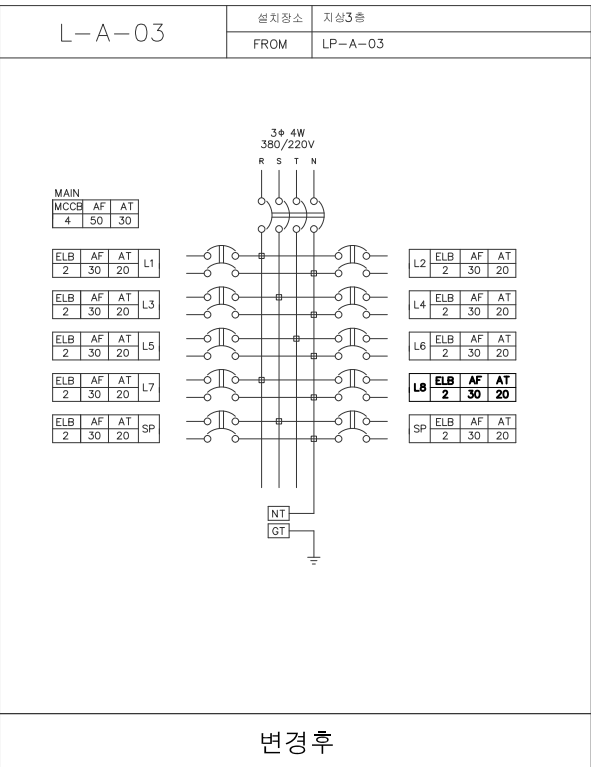 L-A-03
설치장소 지상3층
FROM LP-A-03
3φ 4W
380/220V
R S T N
MAIN
MCCB AF AT
4 50 30
ELB AF AT L1
2 30 20
L2 ELB AF AT
2 30 20
ELB AF AT L3
2 30 20
L4 ELB AF AT
2 30 20
ELB AF AT L5
2 30 20
L6 ELB AF AT
2 30 20
ELB AF AT L7
2 30 20
L8 ELB AF AT
2 30 20
ELB AF AT SP
2 30 20
SP ELB AF AT
2 30 20
NT
GT
변경후